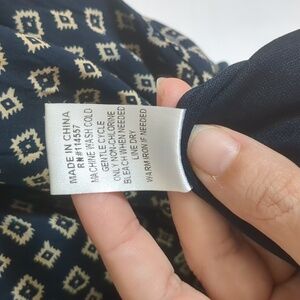 MADE IN CHINA
RN#114557
MACHINE WASH COLD
GENTLE CYCLE
ONLY NON-CHLORINE
BLEACH WHEN NEEDED
LINE DRY
WARM IRON IF NEEDED